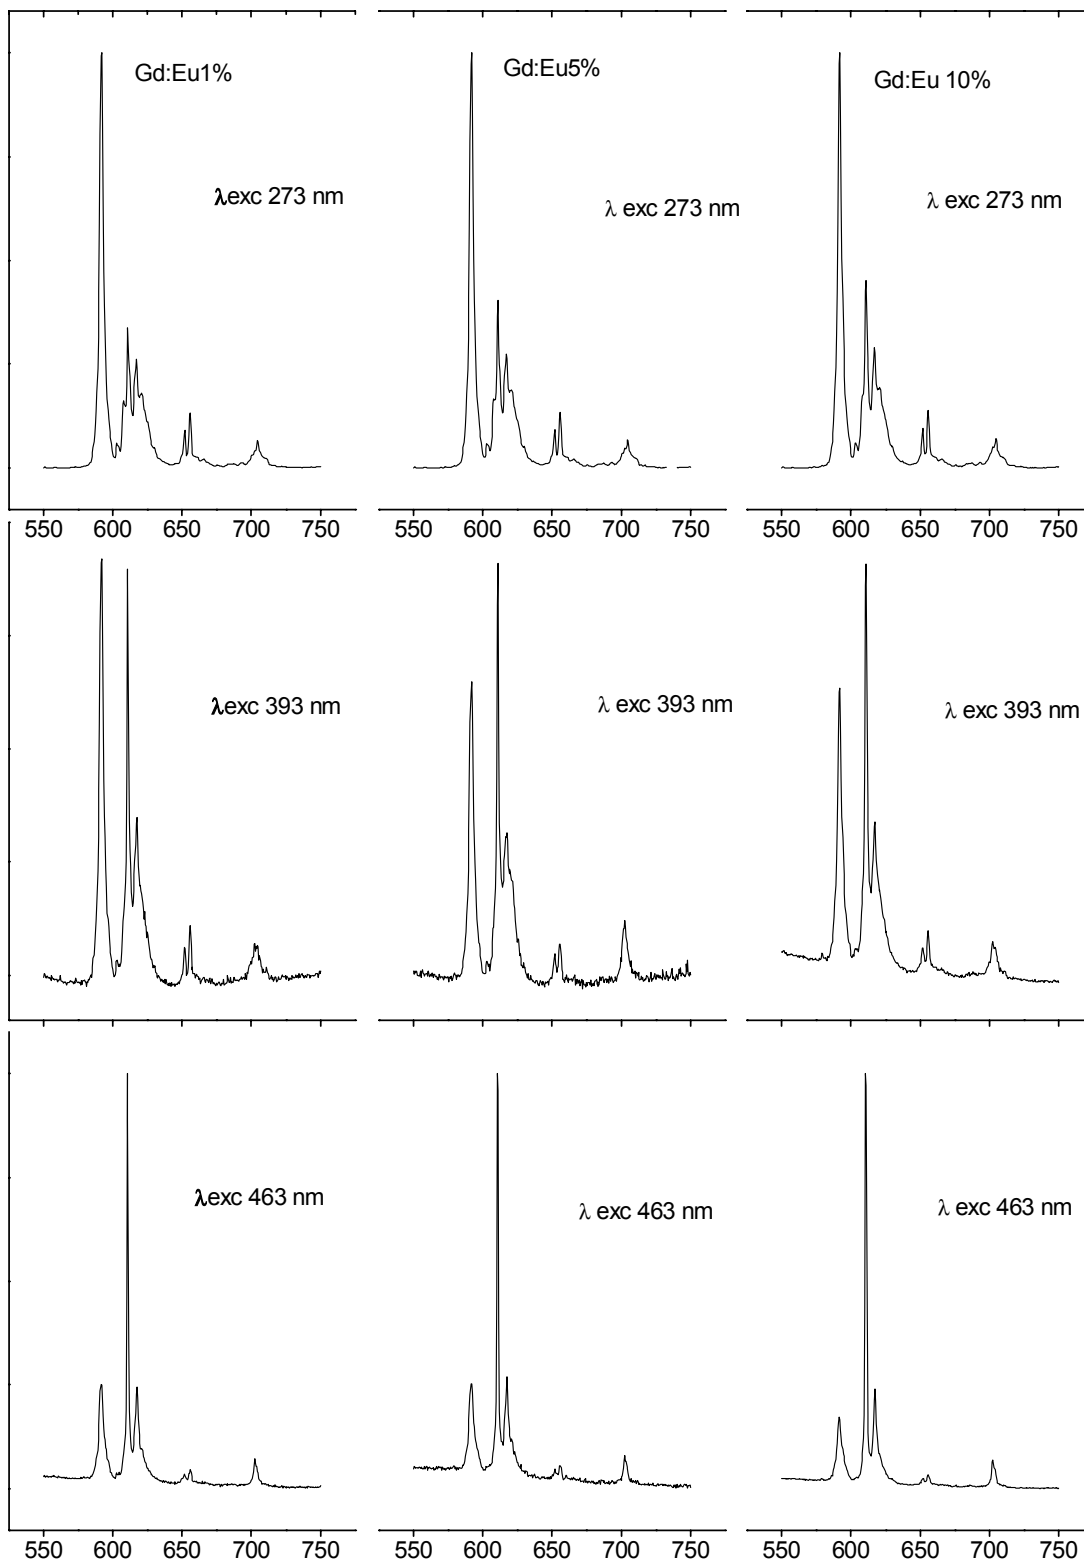 Gd:Eu1%
Gd:Eu5%
Gd:Eu 10%
λexc 273 nm
λ exc 273 nm
λ exc 273 nm
550 600 650 700 750 550 600 650 700 750 550 600 650 700 750
λexc 393 nm
λ exc 393 nm
λ exc 393 nm
λexc 463 nm
λ exc 463 nm
λ exc 463 nm
550 600 650 700 750 550 600 650 700 750 550 600 650 700 750